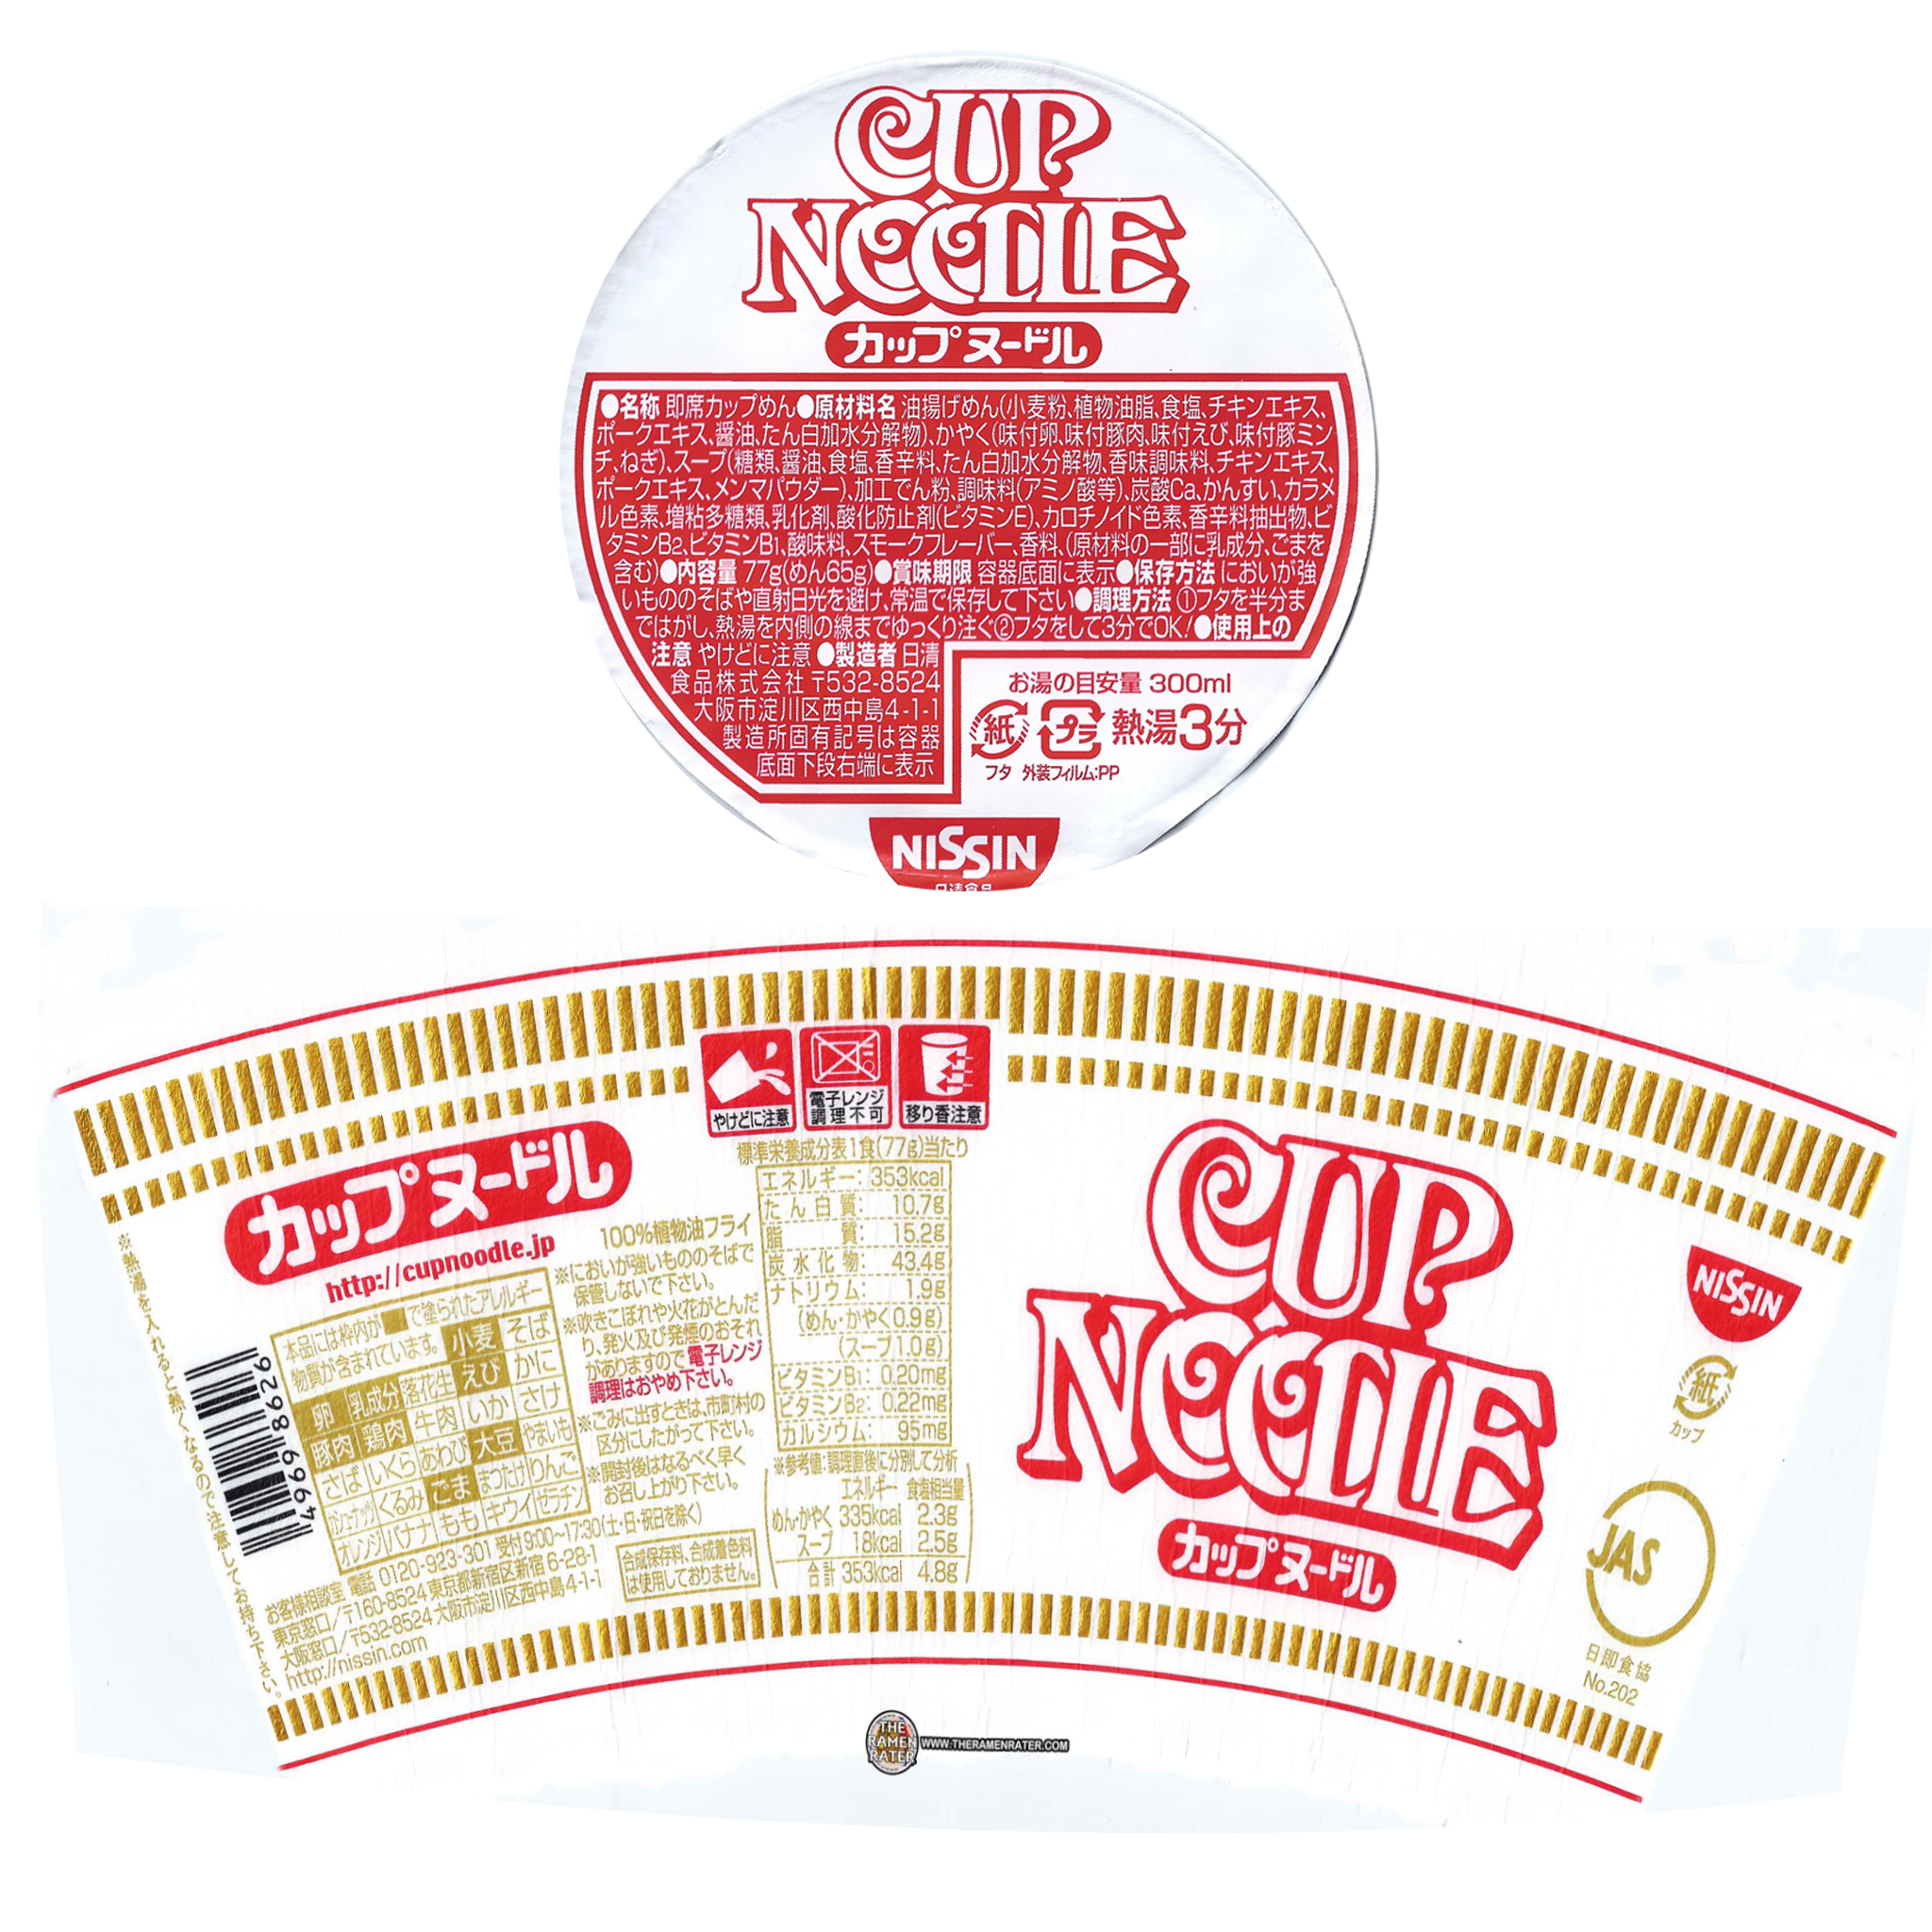 CUP
NOODLE
カップヌードル
●名称 即席カップめん●原材料名 油揚げめん(小麦粉、植物油脂、食塩、チキンエキス、
ポークエキス、醤油、たん白加水分解物)、かやく(味付卵、味付豚肉、味付えび、味付豚ミン
チ、ねぎ)、スープ(糖類、醤油、食塩、香辛料、たん白加水分解物、香味調味料、チキンエキス、
ポークエキス、メンマパウダー)、加工でん粉、調味料(アミノ酸等)、炭酸Ca、かんすい、カラメ
ル色素、増粘多糖類、乳化剤、酸化防止剤(ビタミンE)、カロチノイド色素、香辛料抽出物、ビ
タミンB2、ビタミンB1、酸味料、スモークフレーバー、香料、(原材料の一部に乳成分、ごまを
含む)●内容量 77g(めん65g)●賞味期限 容器底面に表示●保存方法 においが強
いもののそばや直射日光を避け、常温で保存して下さい●調理方法 ①フタを半分ま
ではがし、熱湯を内側の線までゆっくり注ぐ②フタをして3分でOK!●使用上の
注意 やけどに注意 ●製造者 日清
食品株式会社 〒532-8524
大阪市淀川区西中島4-1-1
製造所固有記号は容器
底面下段右端に表示
お湯の目安量 300ml
紙 プラ 熱湯3分
フタ 外装フィルム:PP
NISSIN
日清食品
※熱湯を入れると熱くなるので注意してお持ち下さい。
カップヌードル
http://cupnoodle.jp
本品には枠内が■で塗られたアレルギー
物質が含まれています。 小麦 そば
卵 乳成分 落花生 えび かに
豚肉 鶏肉 牛肉 いか さけ
さば いくら あわび 大豆 やまいも
カシューナッツ くるみ ごま まつたけ りんご
オレンジ バナナ もも キウイ ゼラチン
4969 8626
お客様相談室 電話 0120-923-301 受付9:00~17:30(土・日・祝日を除く)
東京窓口/〒160-8524 東京都新宿区新宿6-28-1
大阪窓口/〒532-8524 大阪市淀川区西中島4-1-1
http://nissin.com
100%植物油フライ
※においが強いもののそばで
保管しないで下さい。
※吹きこぼれや火花がとんだ
り、発火及び発煙のおそれ
がありますので電子レンジ
調理はおやめ下さい。
※ごみに出すときは、市町村の
区分にしたがって下さい。
※開封後はなるべく早く
お召し上がり下さい。
合成保存料、合成着色料
は使用しておりません。
やけどに注意
電子レンジ
調理不可
移り香注意
標準栄養成分表1食(77g)当たり
エネルギー: 353kcal
たん白質: 10.7g
脂質: 15.2g
炭水化物: 43.4g
ナトリウム: 1.9g
(めん・かやく0.9g)
(スープ1.0g)
ビタミンB1: 0.20mg
ビタミンB2: 0.22mg
カルシウム: 95mg
※参考値:調理直後に分別して分析
エネルギー 食塩相当量
めん・かやく 335kcal 2.3g
スープ 18kcal 2.5g
合計 353kcal 4.8g
CUP
NOODLE
カップヌードル
NISSIN
紙
カップ
JAS
日即食協
No.202
THE
RAMEN
RATER
WWW.THERAMENRATER.COM